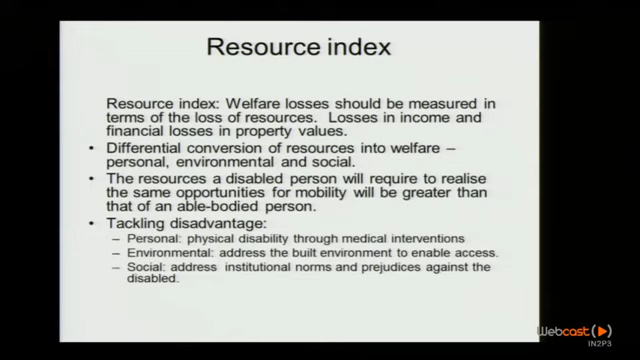 Resource index
Resource index: Welfare losses should be measured in
terms of the loss of resources. Losses in income and
financial losses in property values.
• Differential conversion of resources into welfare –
personal, environmental and social.
• The resources a disabled person will require to realise
the same opportunities for mobility will be greater than
that of an able-bodied person.
• Tackling disadvantage:
– Personal: physical disability through medical interventions
– Environmental: address the built environment to enable access.
– Social: address institutional norms and prejudices against the
disabled.
Webcast
IN2P3